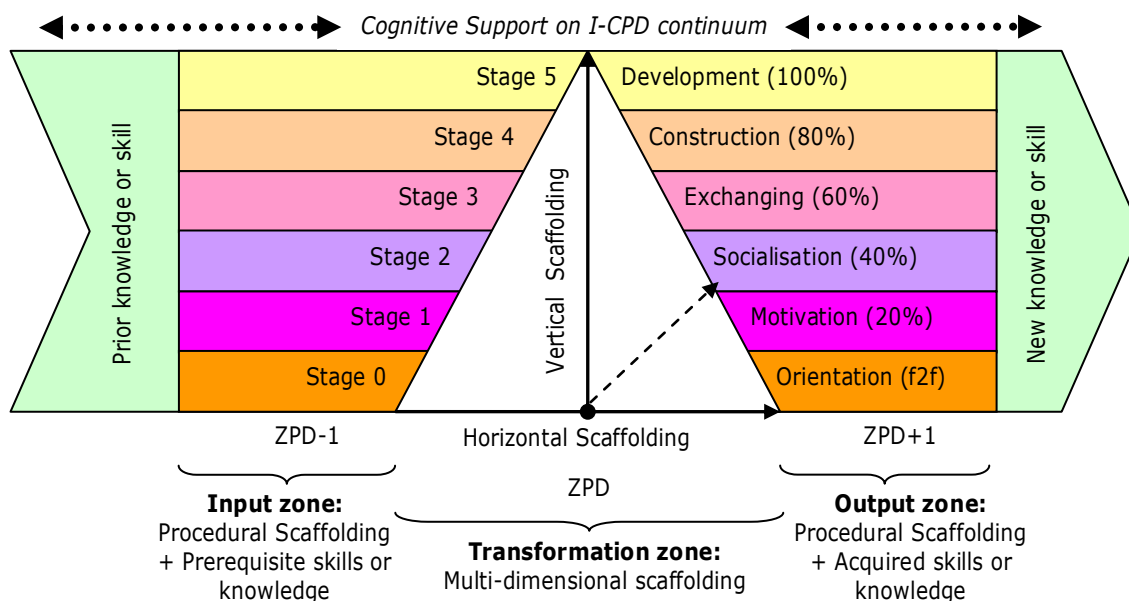 Cognitive Support on I-CPD continuum
Prior knowledge or skill
Stage 5
Development (100%)
Stage 4
Construction (80%)
Stage 3
Exchanging (60%)
Stage 2
Socialisation (40%)
Stage 1
Motivation (20%)
Stage 0
Orientation (f2f)
Vertical Scaffolding
New knowledge or skill
ZPD-1
Horizontal Scaffolding
ZPD+1
ZPD
Input zone:
Procedural Scaffolding
+ Prerequisite skills or
knowledge
Transformation zone:
Multi-dimensional scaffolding
Output zone:
Procedural Scaffolding
+ Acquired skills or
knowledge